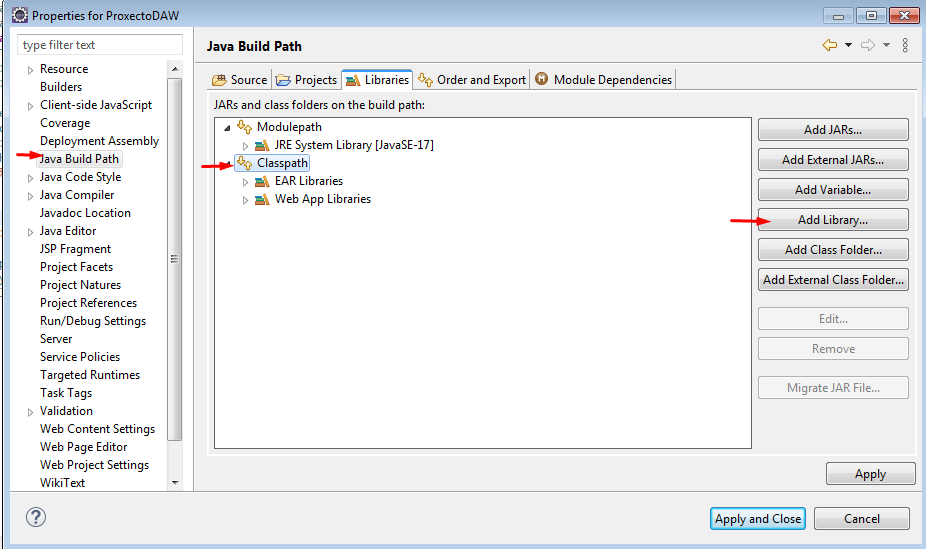 Properties for ProxectoDAW
type filter text
Resource
Builders
Client-side JavaScript
Coverage
Deployment Assembly
Java Build Path
Java Code Style
Java Compiler
Javadoc Location
Java Editor
JSP Fragment
Project Facets
Project Natures
Project References
Run/Debug Settings
Server
Service Policies
Targeted Runtimes
Task Tags
Validation
Web Content Settings
Web Page Editor
Web Project Settings
WikiText
Java Build Path
Source Projects Libraries Order and Export Module Dependencies
JARs and class folders on the build path:
Modulepath
JRE System Library [JavaSE-17]
Classpath
EAR Libraries
Web App Libraries
Add JARs...
Add External JARs...
Add Variable...
Add Library...
Add Class Folder...
Add External Class Folder...
Edit...
Remove
Migrate JAR File...
Apply
Apply and Close Cancel